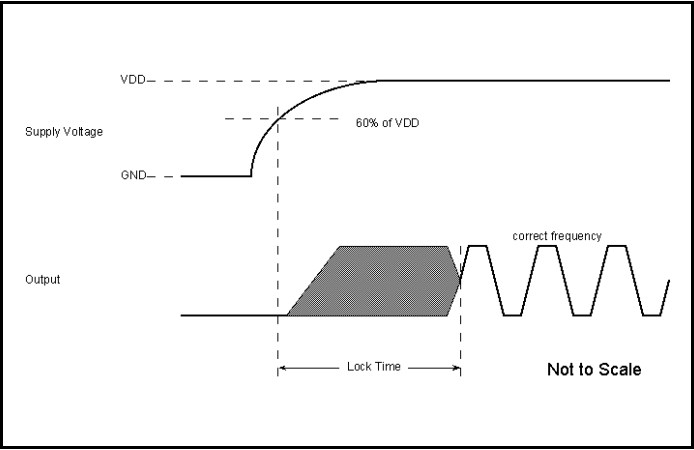 VDD
60% of VDD
Supply Voltage
GND
correct frequency
Output
Lock Time
Not to Scale